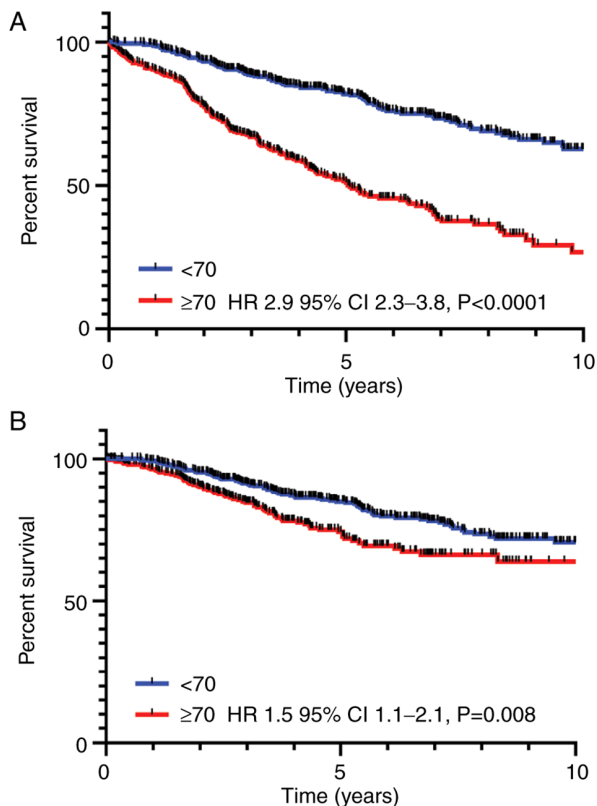 A
Percent survival
100
50
0
<70
≥70 HR 2.9 95% CI 2.3–3.8, P<0.0001
0 5 10
Time (years)
B
Percent survival
100
50
0
<70
≥70 HR 1.5 95% CI 1.1–2.1, P=0.008
0 5 10
Time (years)